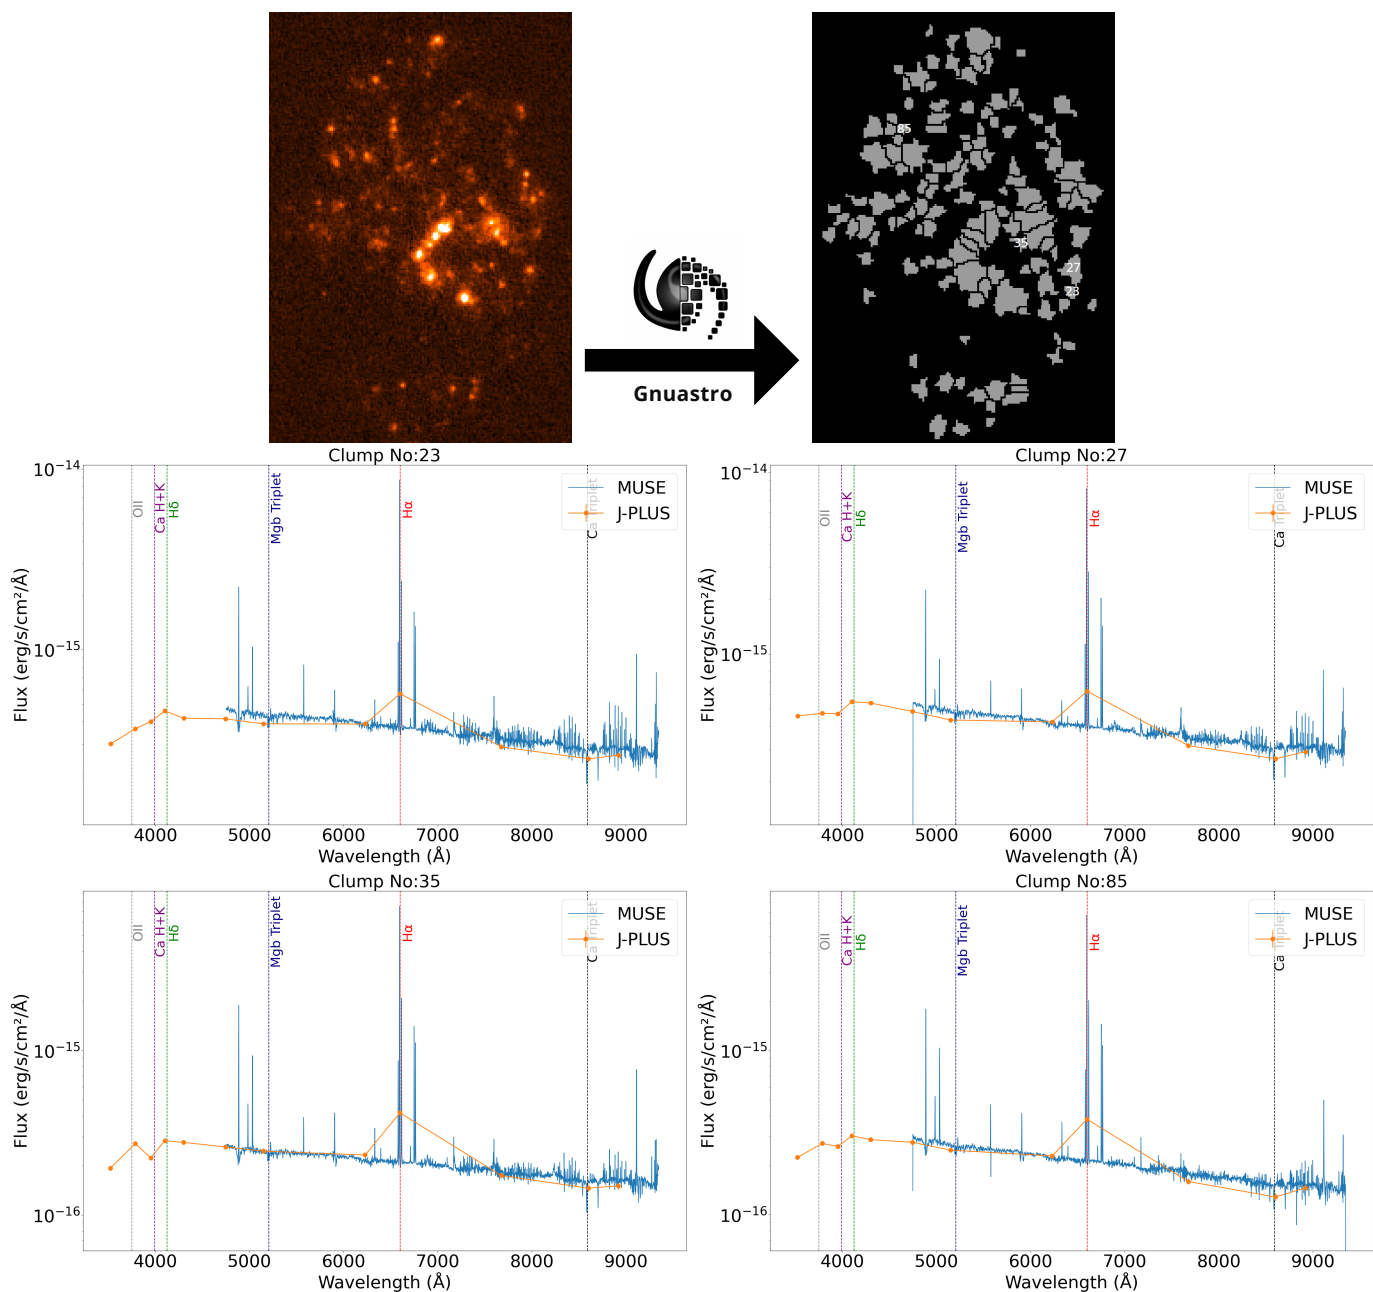 85
35
27
23
Gnuastro
Clump No:23
10⁻¹⁴
10⁻¹⁵
Flux (erg/s/cm²/Å)
OII
Ca H+K
Hδ
Mgb Triplet
Hα
Ca Triplet
MUSE
J-PLUS
4000 5000 6000 7000 8000 9000
Wavelength (Å)
Clump No:27
10⁻¹⁴
10⁻¹⁵
Flux (erg/s/cm²/Å)
OII
Ca H+K
Hδ
Mgb Triplet
Hα
Ca Triplet
MUSE
J-PLUS
4000 5000 6000 7000 8000 9000
Wavelength (Å)
Clump No:35
10⁻¹⁵
10⁻¹⁶
Flux (erg/s/cm²/Å)
OII
Ca H+K
Hδ
Mgb Triplet
Hα
Ca Triplet
MUSE
J-PLUS
4000 5000 6000 7000 8000 9000
Wavelength (Å)
Clump No:85
10⁻¹⁵
10⁻¹⁶
Flux (erg/s/cm²/Å)
OII
Ca H+K
Hδ
Mgb Triplet
Hα
Ca Triplet
MUSE
J-PLUS
4000 5000 6000 7000 8000 9000
Wavelength (Å)